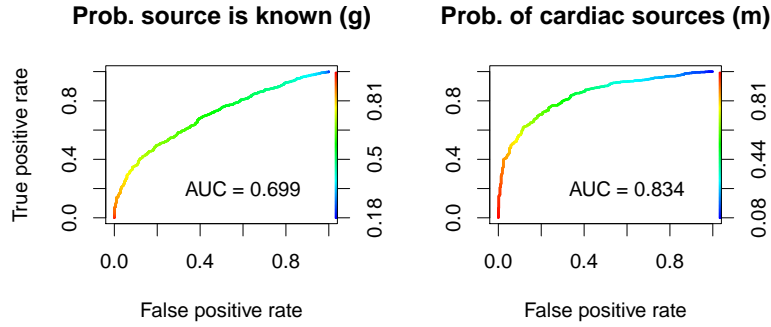 Prob. source is known (g)
True positive rate
0.0 0.4 0.8
AUC = 0.699
0.18 0.5 0.81
0.0 0.4 0.8
False positive rate
Prob. of cardiac sources (m)
0.0 0.4 0.8
AUC = 0.834
0.08 0.44 0.81
0.0 0.4 0.8
False positive rate